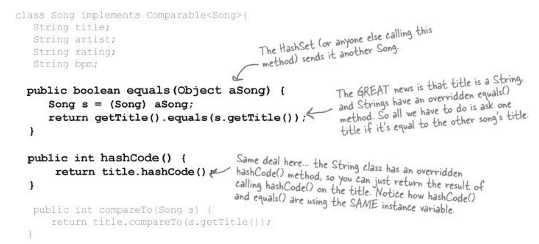 class Song implements Comparable<Song>{
String title;
String artist;
String rating;
String bpm;
The HashSet (or anyone else calling this
method) sends it another Song.
public boolean equals(Object aSong) {
Song s = (Song) aSong;
return getTitle().equals(s.getTitle());
}
The GREAT news is that title is a String,
and Strings have an overridden equals()
method. So all we have to do is ask one
title if it's equal to the other song's title.
public int hashCode() {
return title.hashCode()
}
Same deal here... the String class has an overridden
hashCode() method, so you can just return the result of
calling hashCode() on the title. Notice how hashCode()
and equals() are using the SAME instance variable.
public int compareTo(Song s) {
return title.compareTo(s.getTitle());
}